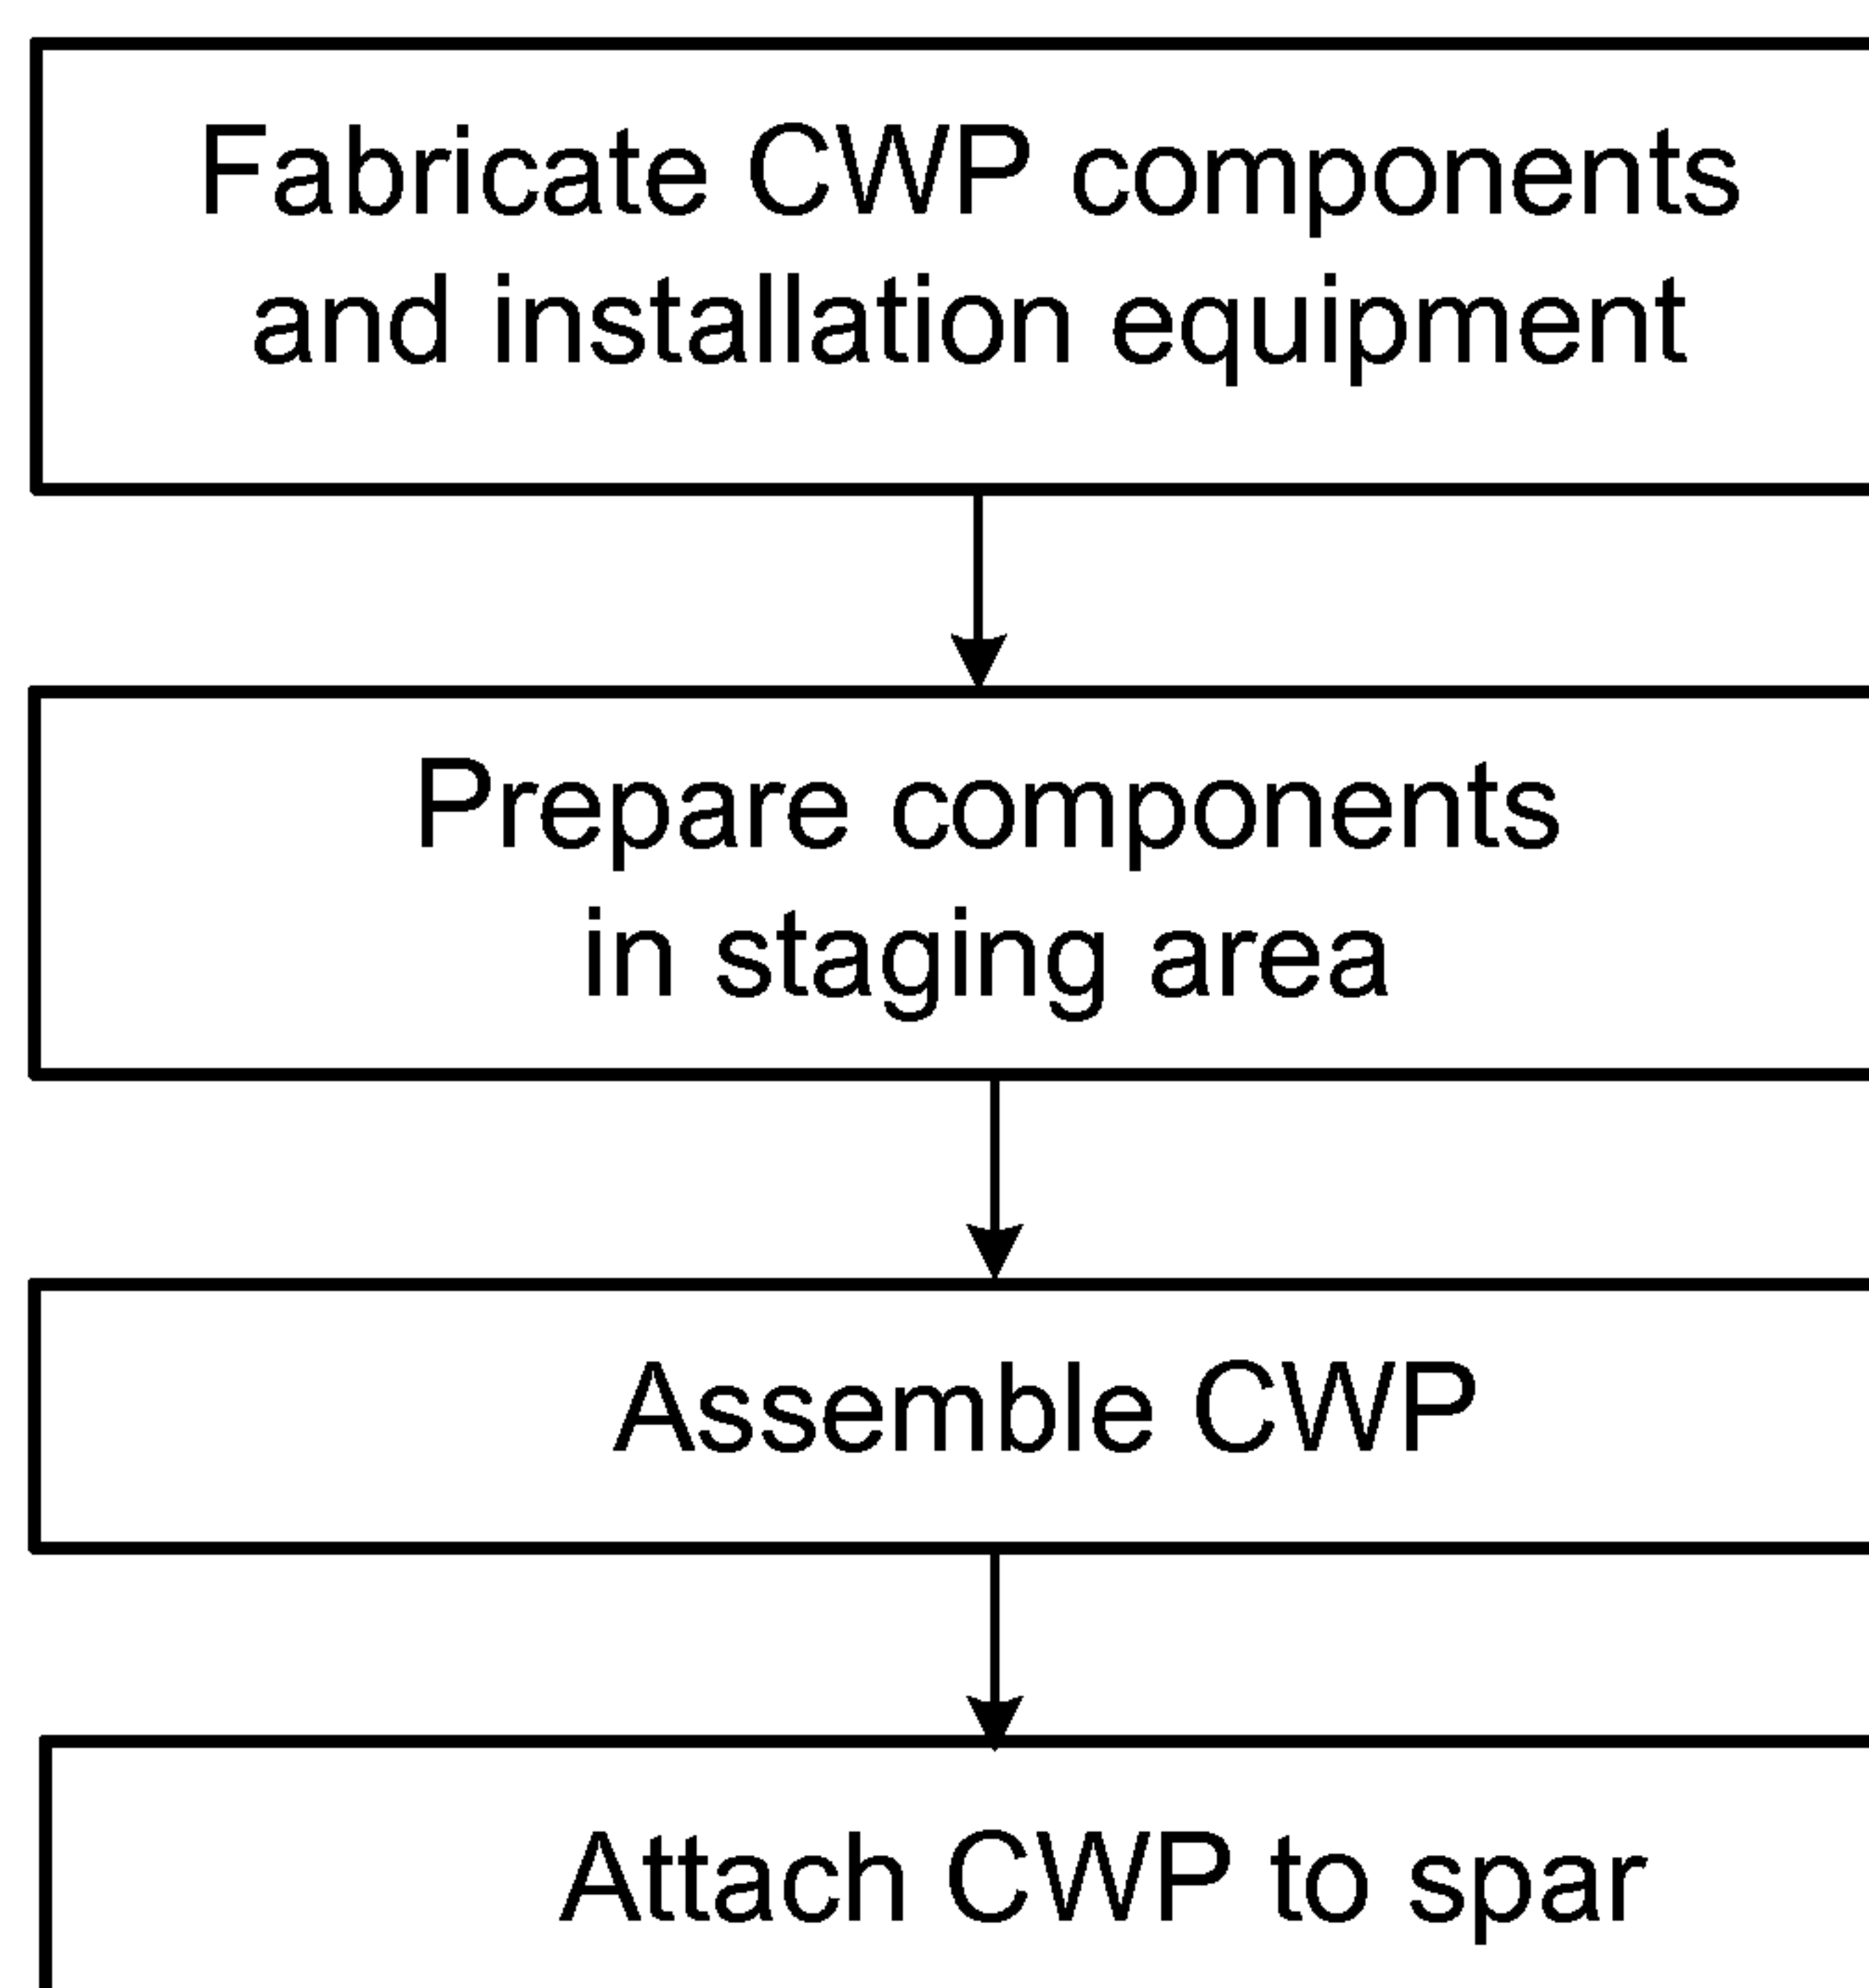 Fabricate CWP components
and installation equipment
Prepare components
in staging area
Assemble CWP
Attach CWP to spar